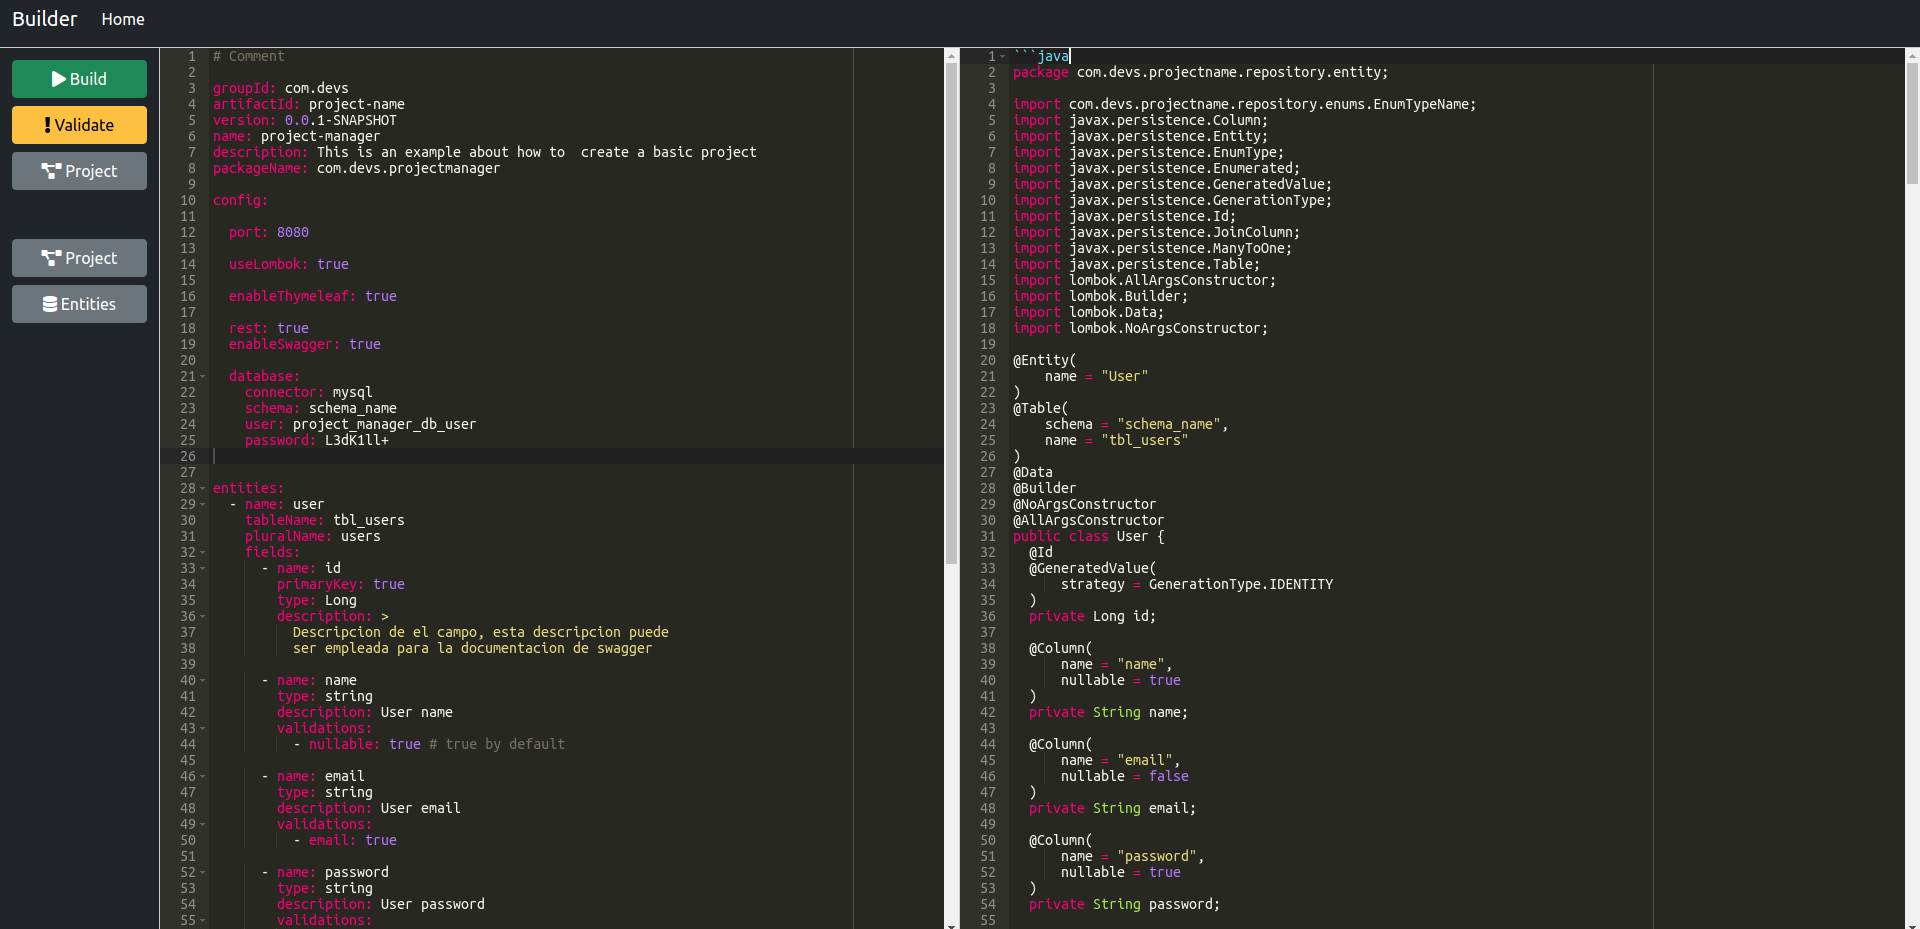 Builder Home
Build
Validate
Project
Project
Entities
1 # Comment
2
3 groupId: com.devs
4 artifactId: project-name
5 version: 0.0.1-SNAPSHOT
6 name: project-manager
7 description: This is an example about how to  create a basic project
8 packageName: com.devs.projectmanager
9
10 config:
11
12 port: 8080
13
14 useLombok: true
15
16 enableThymeleaf: true
17
18 rest: true
19 enableSwagger: true
20
21 database:
22 connector: mysql
23 schema: schema_name
24 user: project_manager_db_user
25 password: L3dK1ll+
26
27
28 entities:
29 - name: user
30 tableName: tbl_users
31 pluralName: users
32 fields:
33 - name: id
34 primaryKey: true
35 type: Long
36 description: >
37 Descripcion de el campo, esta descripcion puede
38 ser empleada para la documentacion de swagger
39
40 - name: name
41 type: string
42 description: User name
43 validations:
44 - nullable: true # true by default
45
46 - name: email
47 type: string
48 description: User email
49 validations:
50 - email: true
51
52 - name: password
53 type: string
54 description: User password
55 validations:
1 ```java
2 package com.devs.projectname.repository.entity;
3
4 import com.devs.projectname.repository.enums.EnumTypeName;
5 import javax.persistence.Column;
6 import javax.persistence.Entity;
7 import javax.persistence.EnumType;
8 import javax.persistence.Enumerated;
9 import javax.persistence.GeneratedValue;
10 import javax.persistence.GenerationType;
11 import javax.persistence.Id;
12 import javax.persistence.JoinColumn;
13 import javax.persistence.ManyToOne;
14 import javax.persistence.Table;
15 import lombok.AllArgsConstructor;
16 import lombok.Builder;
17 import lombok.Data;
18 import lombok.NoArgsConstructor;
19
20 @Entity(
21 name = "User"
22 )
23 @Table(
24 schema = "schema_name",
25 name = "tbl_users"
26 )
27 @Data
28 @Builder
29 @NoArgsConstructor
30 @AllArgsConstructor
31 public class User {
32 @Id
33 @GeneratedValue(
34 strategy = GenerationType.IDENTITY
35 )
36 private Long id;
37
38 @Column(
39 name = "name",
40 nullable = true
41 )
42 private String name;
43
44 @Column(
45 name = "email",
46 nullable = false
47 )
48 private String email;
49
50 @Column(
51 name = "password",
52 nullable = true
53 )
54 private String password;
55